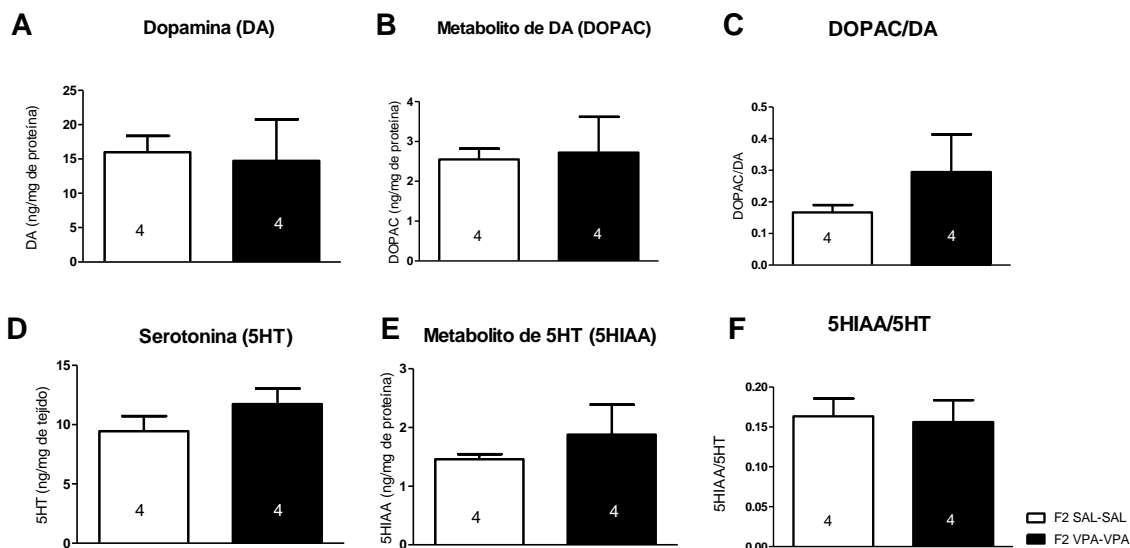 A
Dopamina (DA)
DA (ng/mg de proteína)
25
20
15
10
5
0
4
4
B
Metabolito de DA (DOPAC)
DOPAC (ng/mg de proteína)
4
3
2
1
0
4
4
C
DOPAC/DA
DOPAC/DA
0.5
0.4
0.3
0.2
0.1
0.0
4
4
D
Serotonina (5HT)
5HT (ng/mg de tejido)
15
10
5
0
4
4
E
Metabolito de 5HT (5HIAA)
5HIAA (ng/mg de proteína)
3
2
1
0
4
4
F
5HIAA/5HT
5HIAA/5HT
0.20
0.15
0.10
0.05
0.00
4
4
F2 SAL-SAL
F2 VPA-VPA